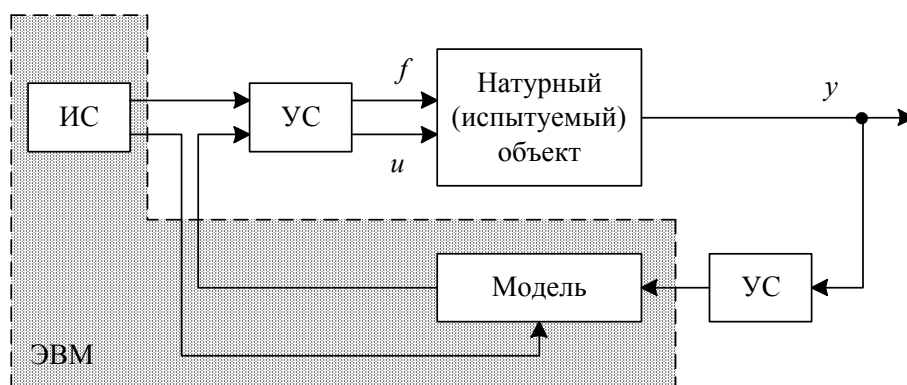 f
Натурный
(испытуемый)
объект
y
ИС
УС
u
Модель
УС
ЭВМ